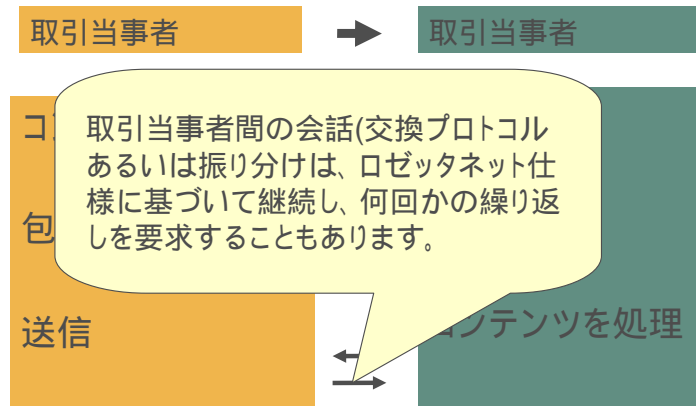 取引当事者
取引当事者
取引当事者間の会話(交換プロトコル
あるいは振り分けは、ロゼッタネット仕
様に基づいて継続し、何回かの繰り返
しを要求することもあります。
送信
コンテンツを処理